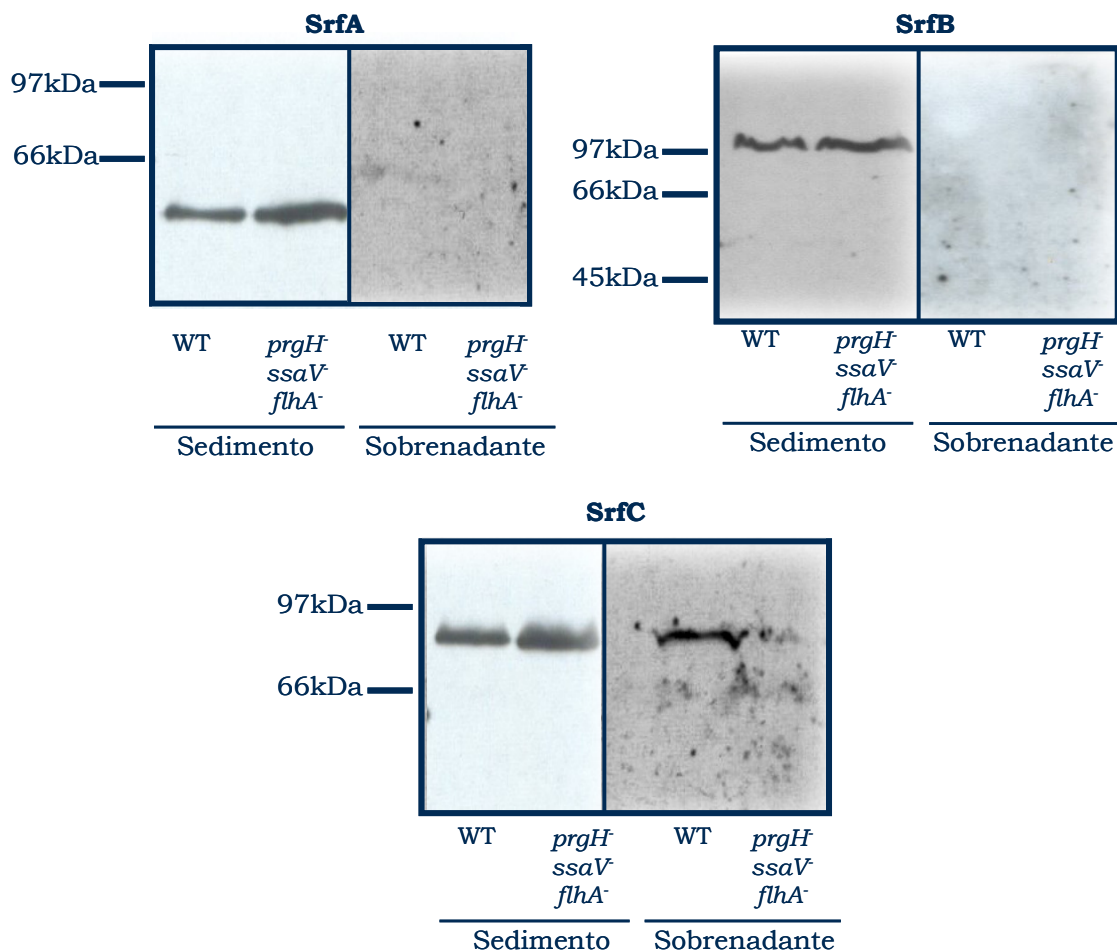 SrfA
97kDa
66kDa
WT prgH- WT prgH-
ssaV- ssaV-
flhA- flhA-
Sedimento Sobrenadante
SrfB
97kDa
66kDa
45kDa
WT prgH- WT prgH-
ssaV- ssaV-
flhA- flhA-
Sedimento Sobrenadante
SrfC
97kDa
66kDa
WT prgH- WT prgH-
ssaV- ssaV-
flhA- flhA-
Sedimento Sobrenadante